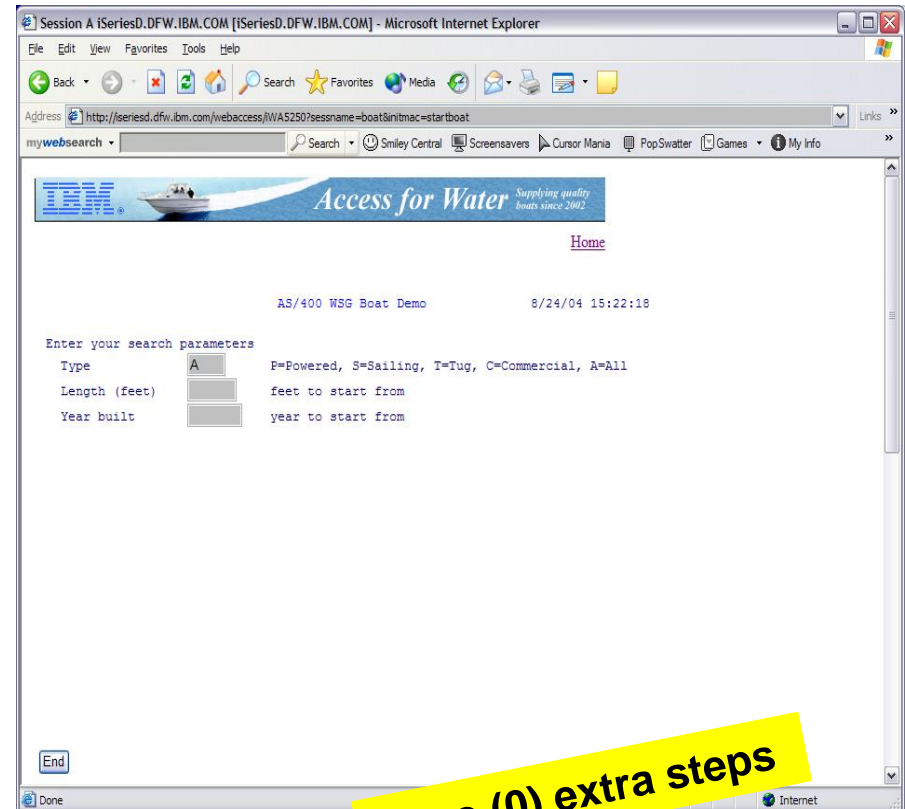 Session A iSeriesD.DFW.IBM.COM [iSeriesD.DFW.IBM.COM] - Microsoft Internet Explorer
File Edit View Favorites Tools Help
Back Search Favorites Media
Address http://iseriesd.dfw.ibm.com/webaccess/iWA5250?sessname=boat&initmac=startboat Links »
mywebsearch Search Smiley Central Screensavers Cursor Mania PopSwatter Games My Info »
IBM. Access for Water Supplying quality boats since 2002
Home
AS/400 WSG Boat Demo 8/24/04 15:22:18
Enter your search parameters
Type A P=Powered, S=Sailing, T=Tug, C=Commercial, A=All
Length (feet) feet to start from
Year built year to start from
End
(0) extra steps
Done Internet